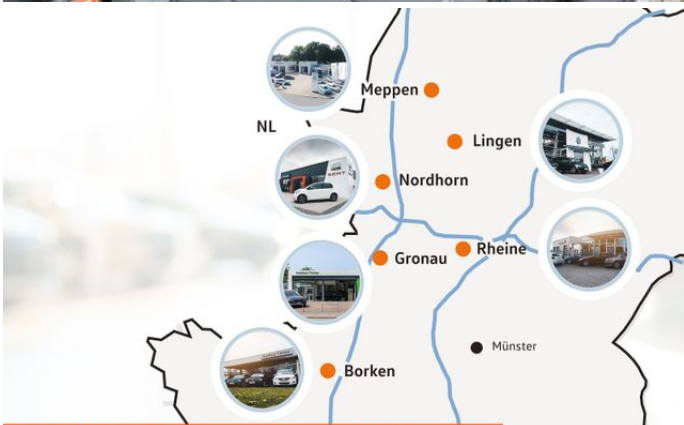 Meppen
NL
Lingen
Nordhorn
Rheine
Gronau
Münster
Borken